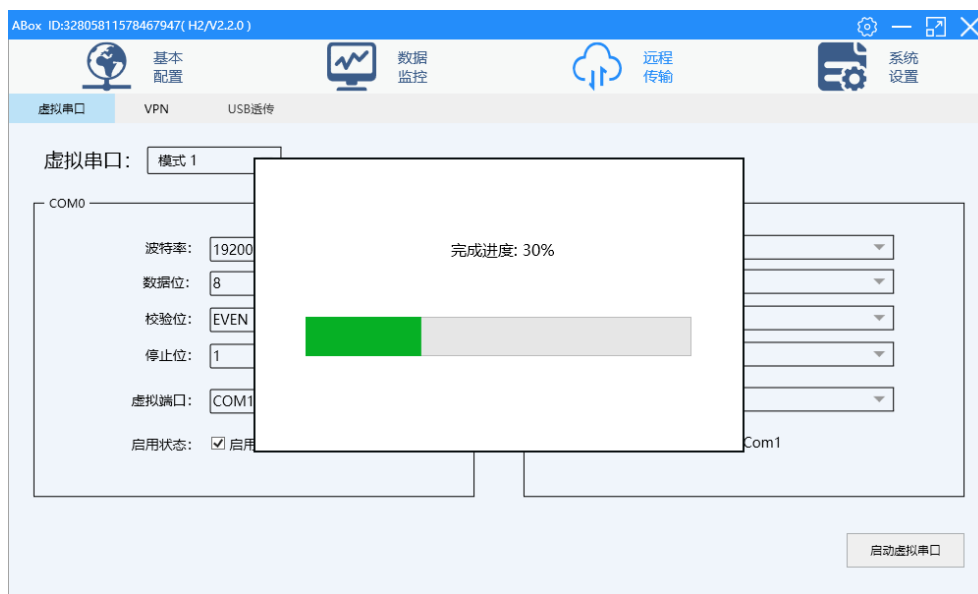 ABox ID:32805811578467947( H2/V2.2.0 )
基本
配置
数据
监控
远程
传输
系统
设置
虚拟串口
VPN
USB透传
虚拟串口：
模式 1
COM0
波特率：
19200
数据位：
8
校验位：
EVEN
停止位：
1
虚拟端口：
COM1
启用状态：
启用
完成进度: 30%
Com1
启动虚拟串口